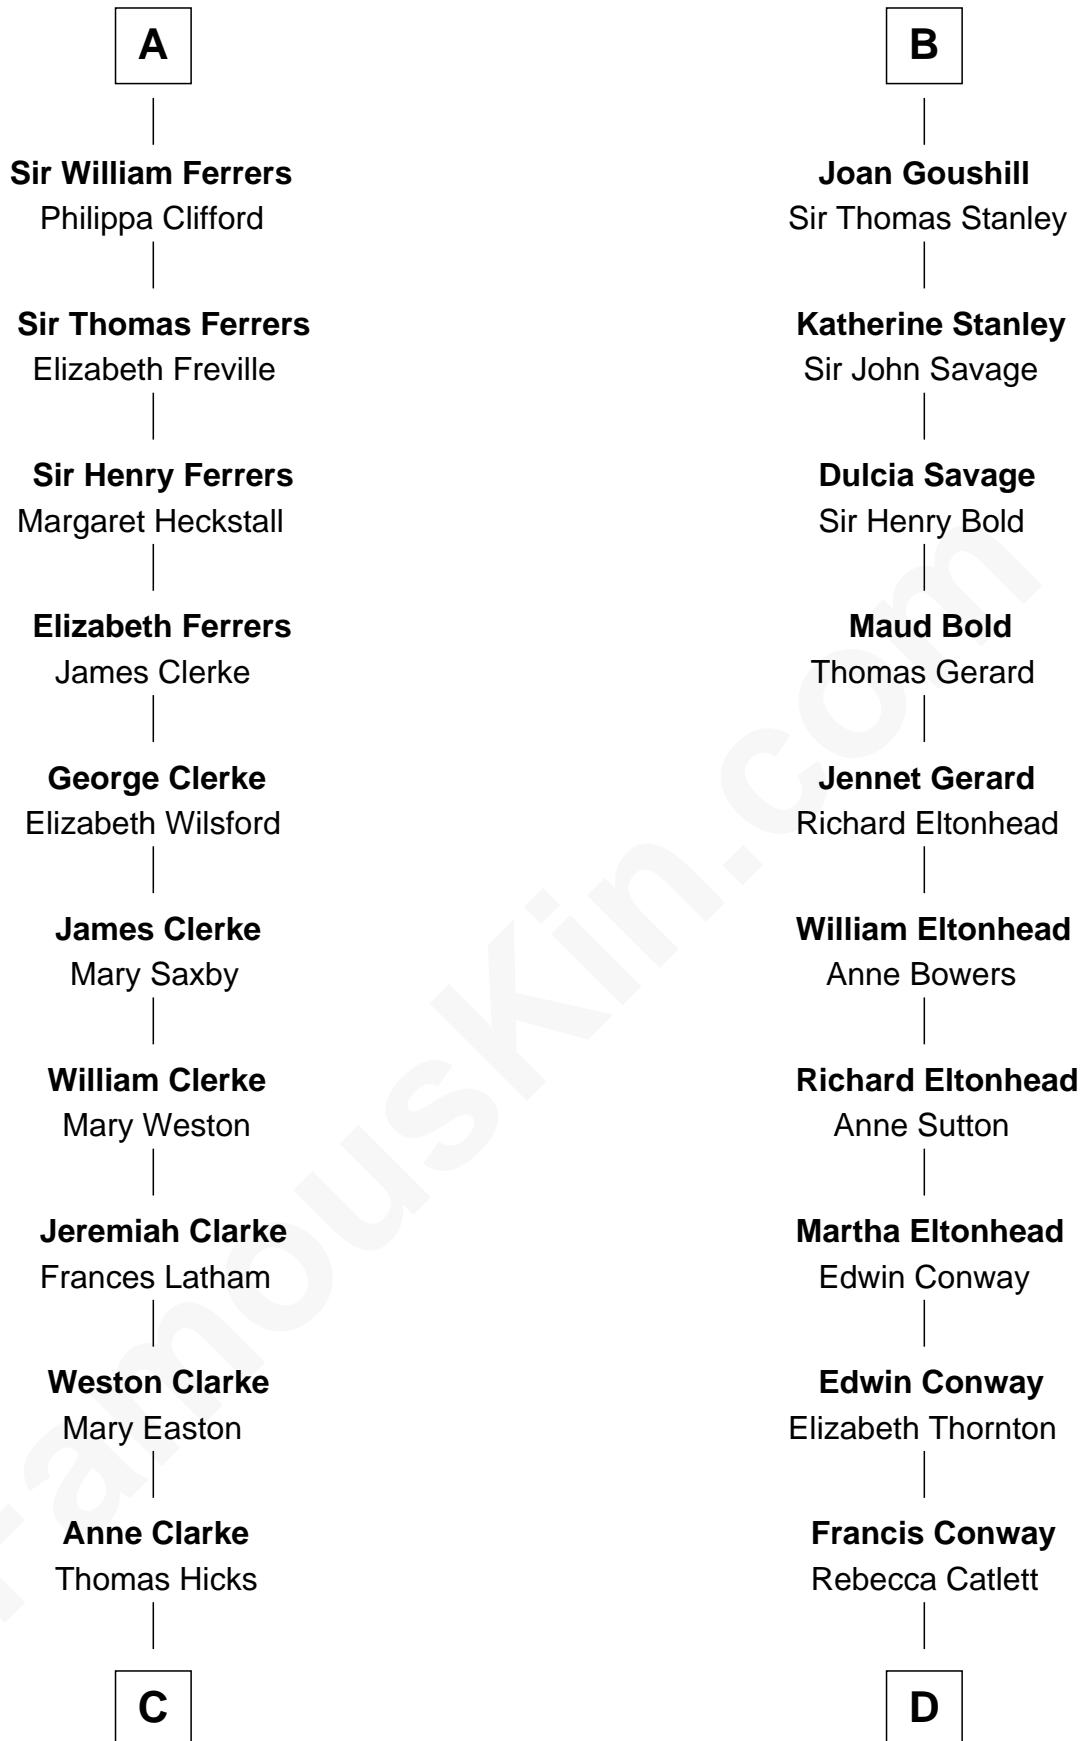 A
Sir William Ferrers
Philippa Clifford
Sir Thomas Ferrers
Elizabeth Freville
Sir Henry Ferrers
Margaret Heckstall
Elizabeth Ferrers
James Clerke
George Clerke
Elizabeth Wilsford
James Clerke
Mary Saxby
William Clerke
Mary Weston
Jeremiah Clarke
Frances Latham
Weston Clarke
Mary Easton
Anne Clarke
Thomas Hicks
C
B
Joan Goushill
Sir Thomas Stanley
Katherine Stanley
Sir John Savage
Dulcia Savage
Sir Henry Bold
Maud Bold
Thomas Gerard
Jennet Gerard
Richard Eltonhead
William Eltonhead
Anne Bowers
Richard Eltonhead
Anne Sutton
Martha Eltonhead
Edwin Conway
Edwin Conway
Elizabeth Thornton
Francis Conway
Rebecca Catlett
D
FamousKin.com